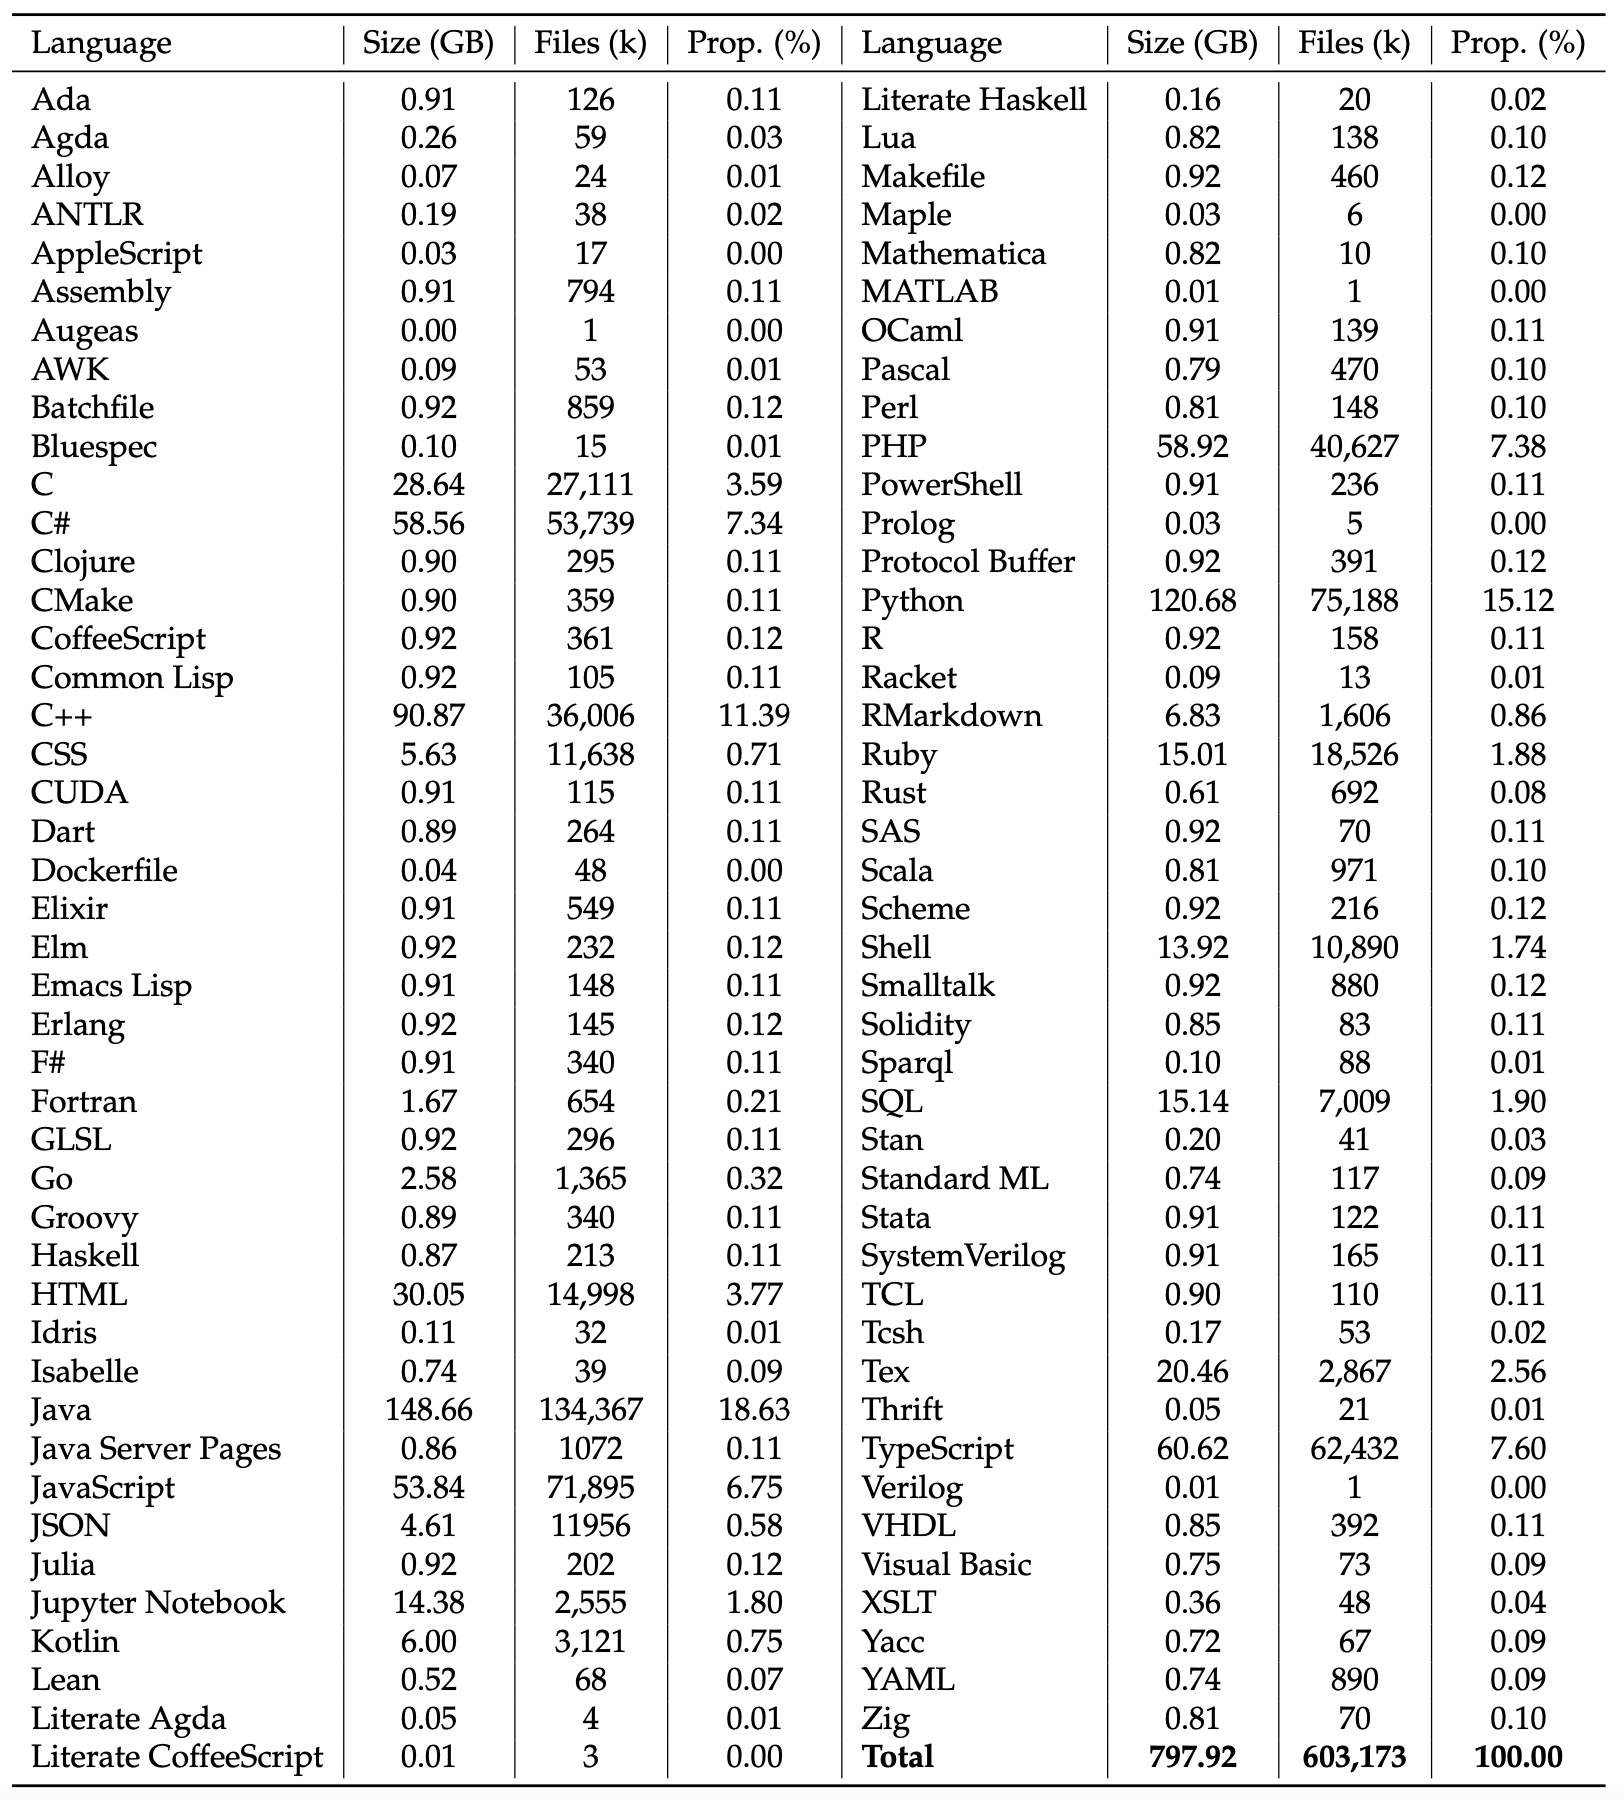 Language Size (GB) Files (k) Prop. (%) Language Size (GB) Files (k) Prop. (%)
Ada 0.91 126 0.11 Literate Haskell 0.16 20 0.02
Agda 0.26 59 0.03 Lua 0.82 138 0.10
Alloy 0.07 24 0.01 Makefile 0.92 460 0.12
ANTLR 0.19 38 0.02 Maple 0.03 6 0.00
AppleScript 0.03 17 0.00 Mathematica 0.82 10 0.10
Assembly 0.91 794 0.11 MATLAB 0.01 1 0.00
Augeas 0.00 1 0.00 OCaml 0.91 139 0.11
AWK 0.09 53 0.01 Pascal 0.79 470 0.10
Batchfile 0.92 859 0.12 Perl 0.81 148 0.10
Bluespec 0.10 15 0.01 PHP 58.92 40,627 7.38
C 28.64 27,111 3.59 PowerShell 0.91 236 0.11
C# 58.56 53,739 7.34 Prolog 0.03 5 0.00
Clojure 0.90 295 0.11 Protocol Buffer 0.92 391 0.12
CMake 0.90 359 0.11 Python 120.68 75,188 15.12
CoffeeScript 0.92 361 0.12 R 0.92 158 0.11
Common Lisp 0.92 105 0.11 Racket 0.09 13 0.01
C++ 90.87 36,006 11.39 RMarkdown 6.83 1,606 0.86
CSS 5.63 11,638 0.71 Ruby 15.01 18,526 1.88
CUDA 0.91 115 0.11 Rust 0.61 692 0.08
Dart 0.89 264 0.11 SAS 0.92 70 0.11
Dockerfile 0.04 48 0.00 Scala 0.81 971 0.10
Elixir 0.91 549 0.11 Scheme 0.92 216 0.12
Elm 0.92 232 0.12 Shell 13.92 10,890 1.74
Emacs Lisp 0.91 148 0.11 Smalltalk 0.92 880 0.12
Erlang 0.92 145 0.12 Solidity 0.85 83 0.11
F# 0.91 340 0.11 Sparql 0.10 88 0.01
Fortran 1.67 654 0.21 SQL 15.14 7,009 1.90
GLSL 0.92 296 0.11 Stan 0.20 41 0.03
Go 2.58 1,365 0.32 Standard ML 0.74 117 0.09
Groovy 0.89 340 0.11 Stata 0.91 122 0.11
Haskell 0.87 213 0.11 SystemVerilog 0.91 165 0.11
HTML 30.05 14,998 3.77 TCL 0.90 110 0.11
Idris 0.11 32 0.01 Tcsh 0.17 53 0.02
Isabelle 0.74 39 0.09 Tex 20.46 2,867 2.56
Java 148.66 134,367 18.63 Thrift 0.05 21 0.01
Java Server Pages 0.86 1072 0.11 TypeScript 60.62 62,432 7.60
JavaScript 53.84 71,895 6.75 Verilog 0.01 1 0.00
JSON 4.61 11956 0.58 VHDL 0.85 392 0.11
Julia 0.92 202 0.12 Visual Basic 0.75 73 0.09
Jupyter Notebook 14.38 2,555 1.80 XSLT 0.36 48 0.04
Kotlin 6.00 3,121 0.75 Yacc 0.72 67 0.09
Lean 0.52 68 0.07 YAML 0.74 890 0.09
Literate Agda 0.05 4 0.01 Zig 0.81 70 0.10
Literate CoffeeScript 0.01 3 0.00 Total 797.92 603,173 100.00